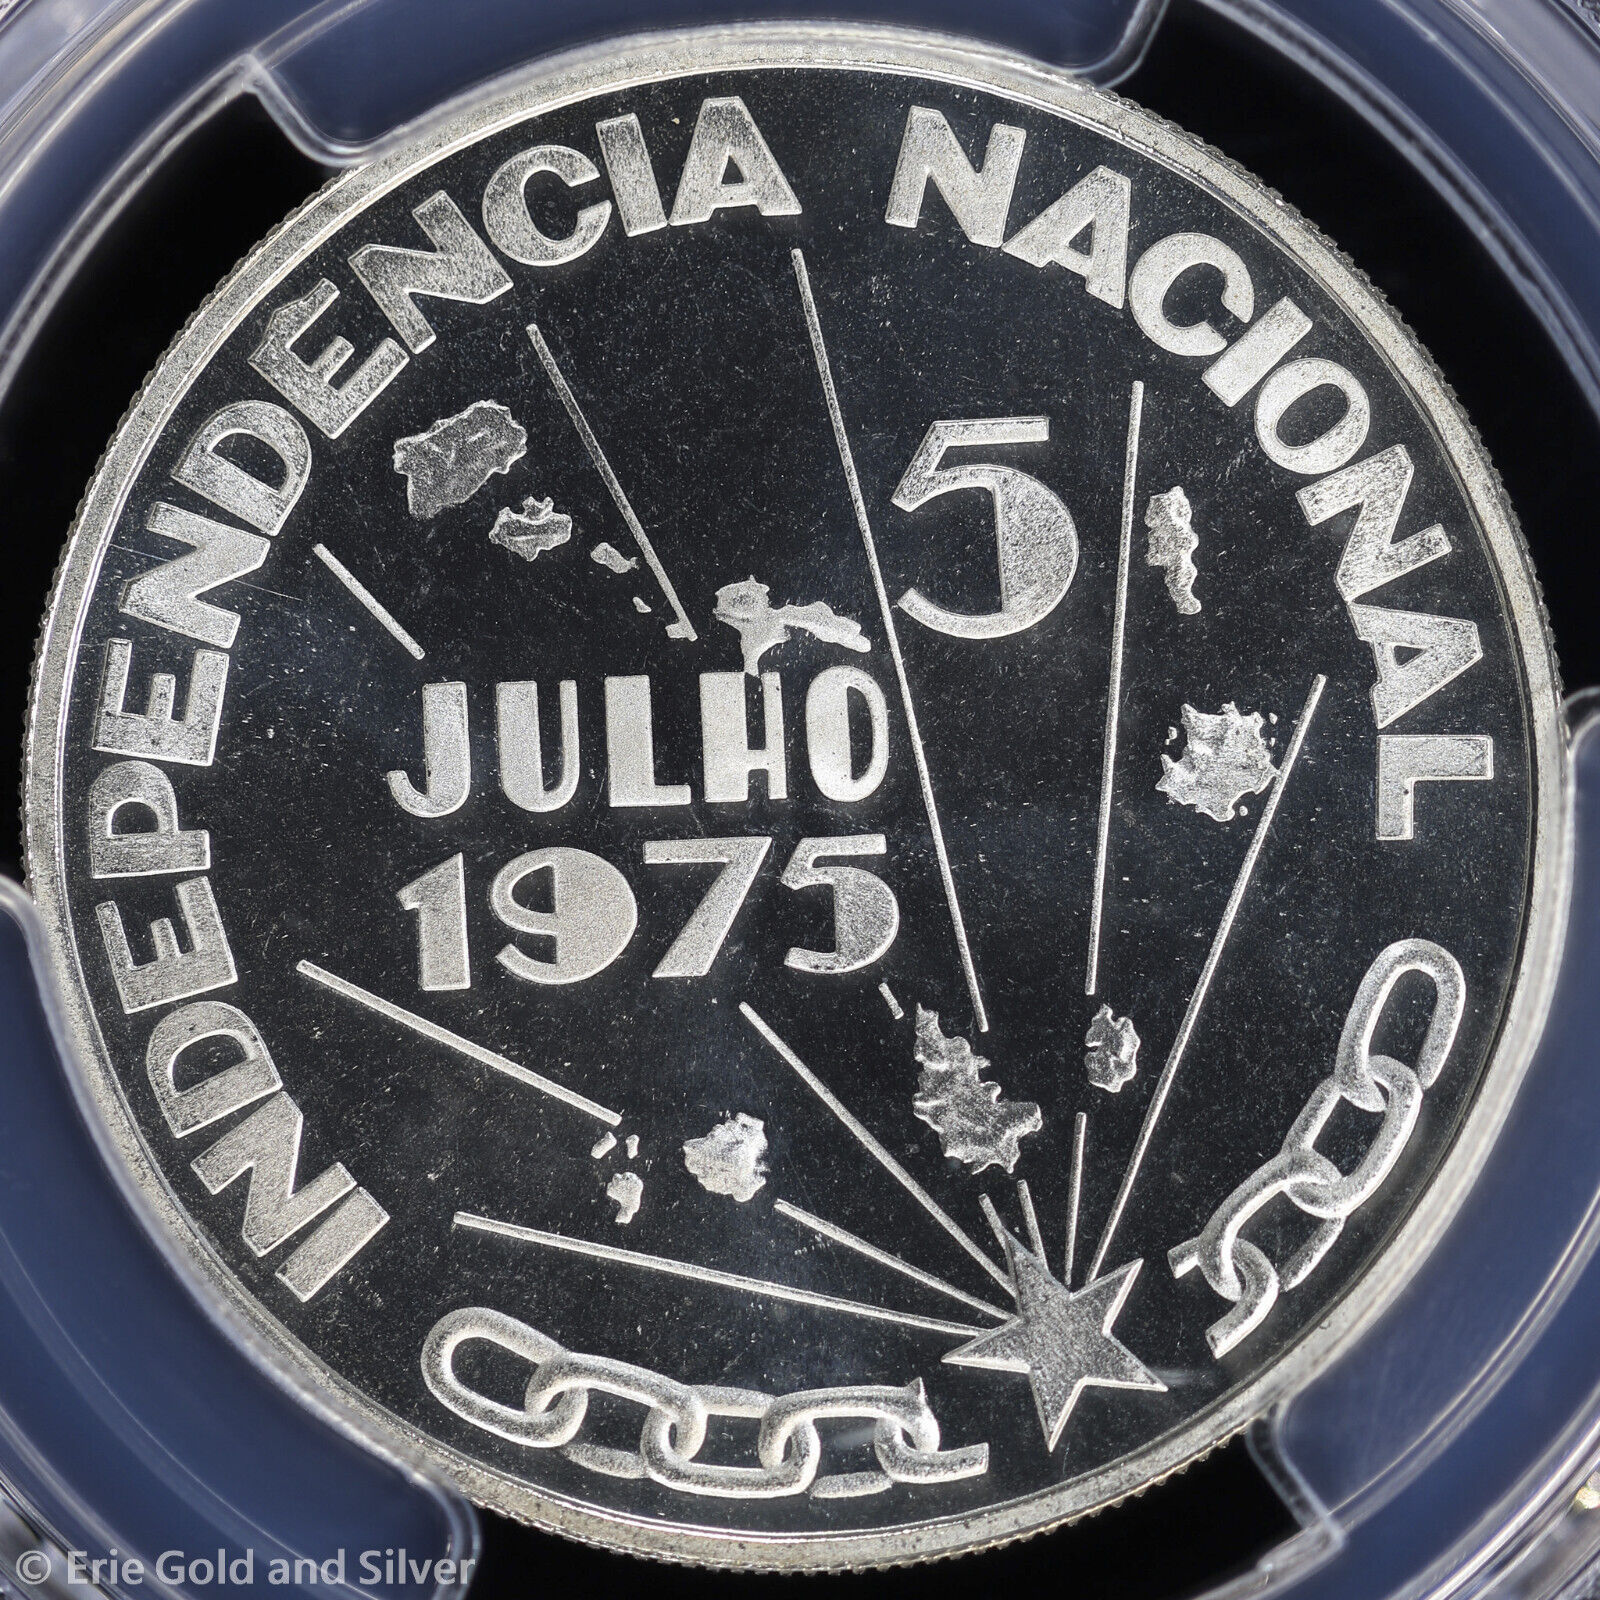 INDEPENDÊNCIA NACIONAL
5
JULHO
1975
© Erie Gold and Silver